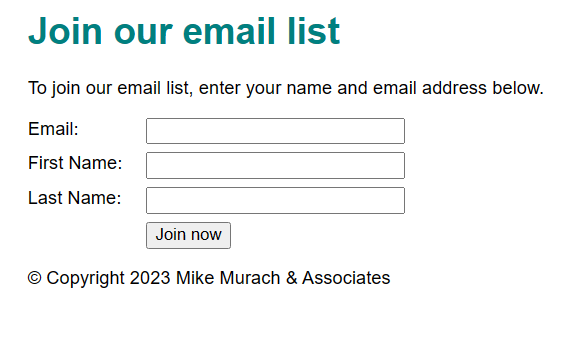 Join our email list
To join our email list, enter your name and email address below.
Email:
First Name:
Last Name:
Join now
© Copyright 2023 Mike Murach & Associates